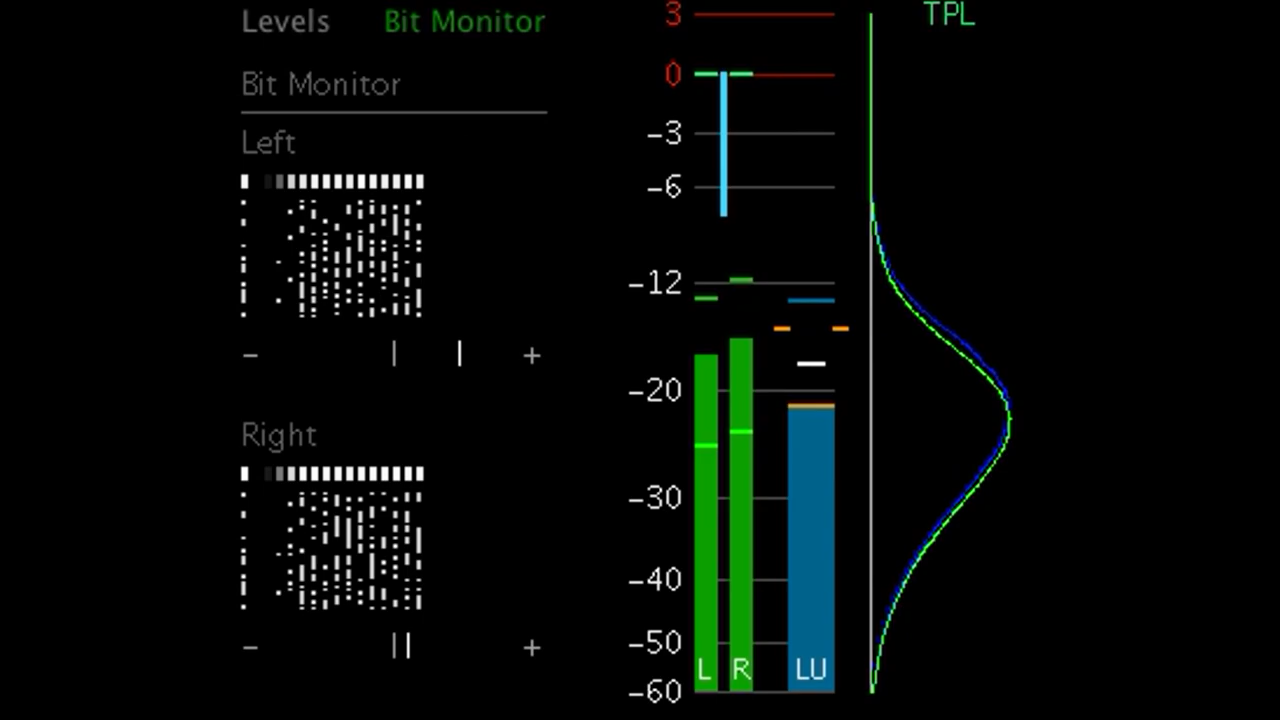 Levels Bit Monitor
Bit Monitor
Left
− +
Right
− +
3
0
−3
−6
−12
−20
−30
−40
−50
−60
L R LU
TPL